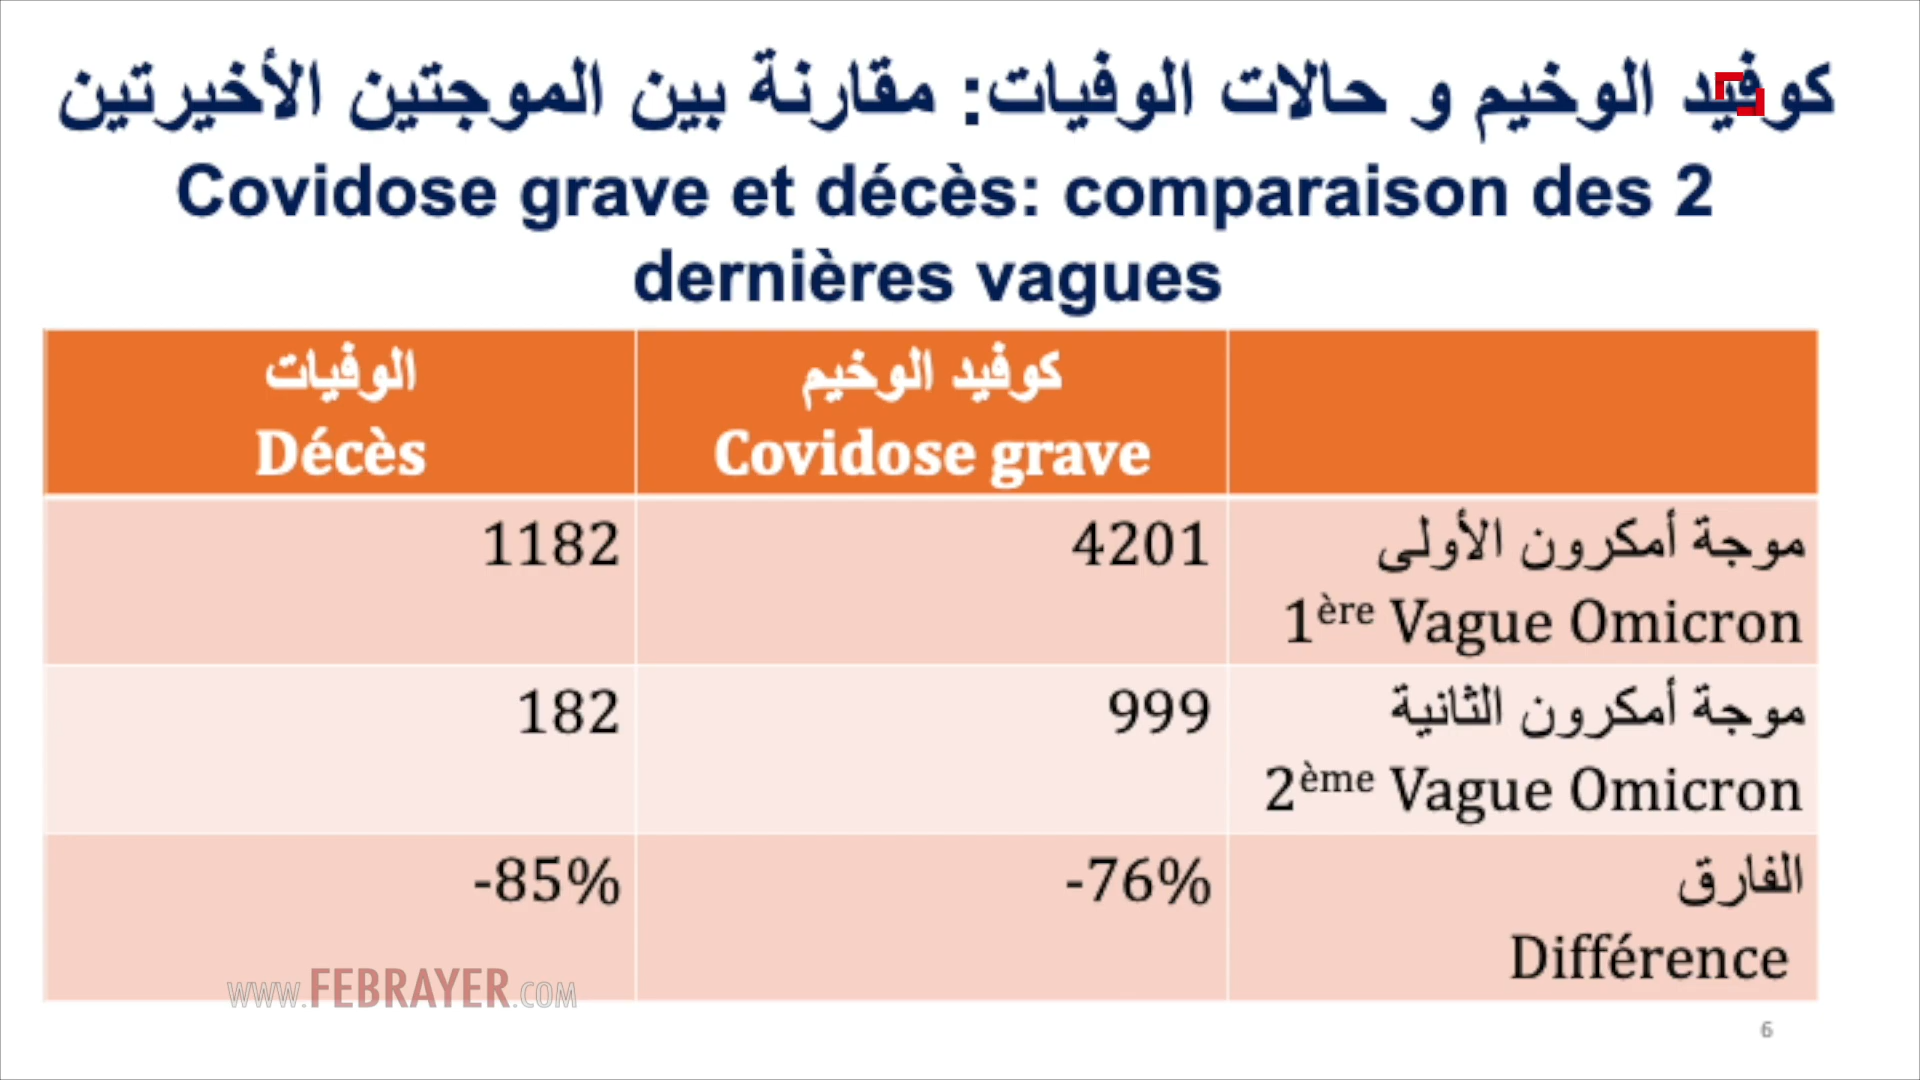 كوفيد الوخيم و حالات الوفيات: مقارنة بين الموجتين الأخيرتين
Covidose grave et décès: comparaison des 2
dernières vagues
كوفيد الوخيم
Covidose grave
الوفيات
Décès
موجة أمكرون الأولى
1ère Vague Omicron
4201
1182
موجة أمكرون الثانية
2ème Vague Omicron
999
182
الفارق
Différence
-76%
-85%
WWW.FEBRAYER.COM
6